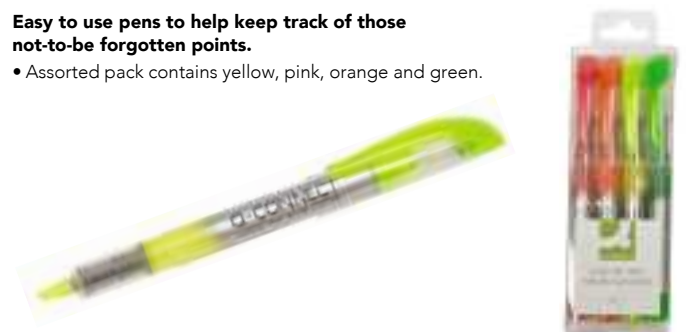 Easy to use pens to help keep track of those
not-to-be forgotten points.
• Assorted pack contains yellow, pink, orange and green.
Q-CONNECT